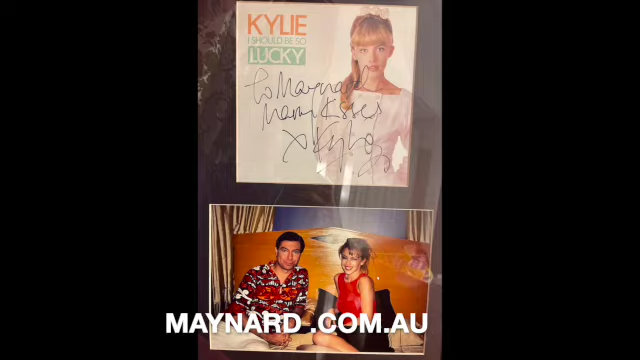 KYLIE
I SHOULD BE SO
LUCKY
to Maynard
Many Kisses
x Kylie
MAYNARD .COM.AU